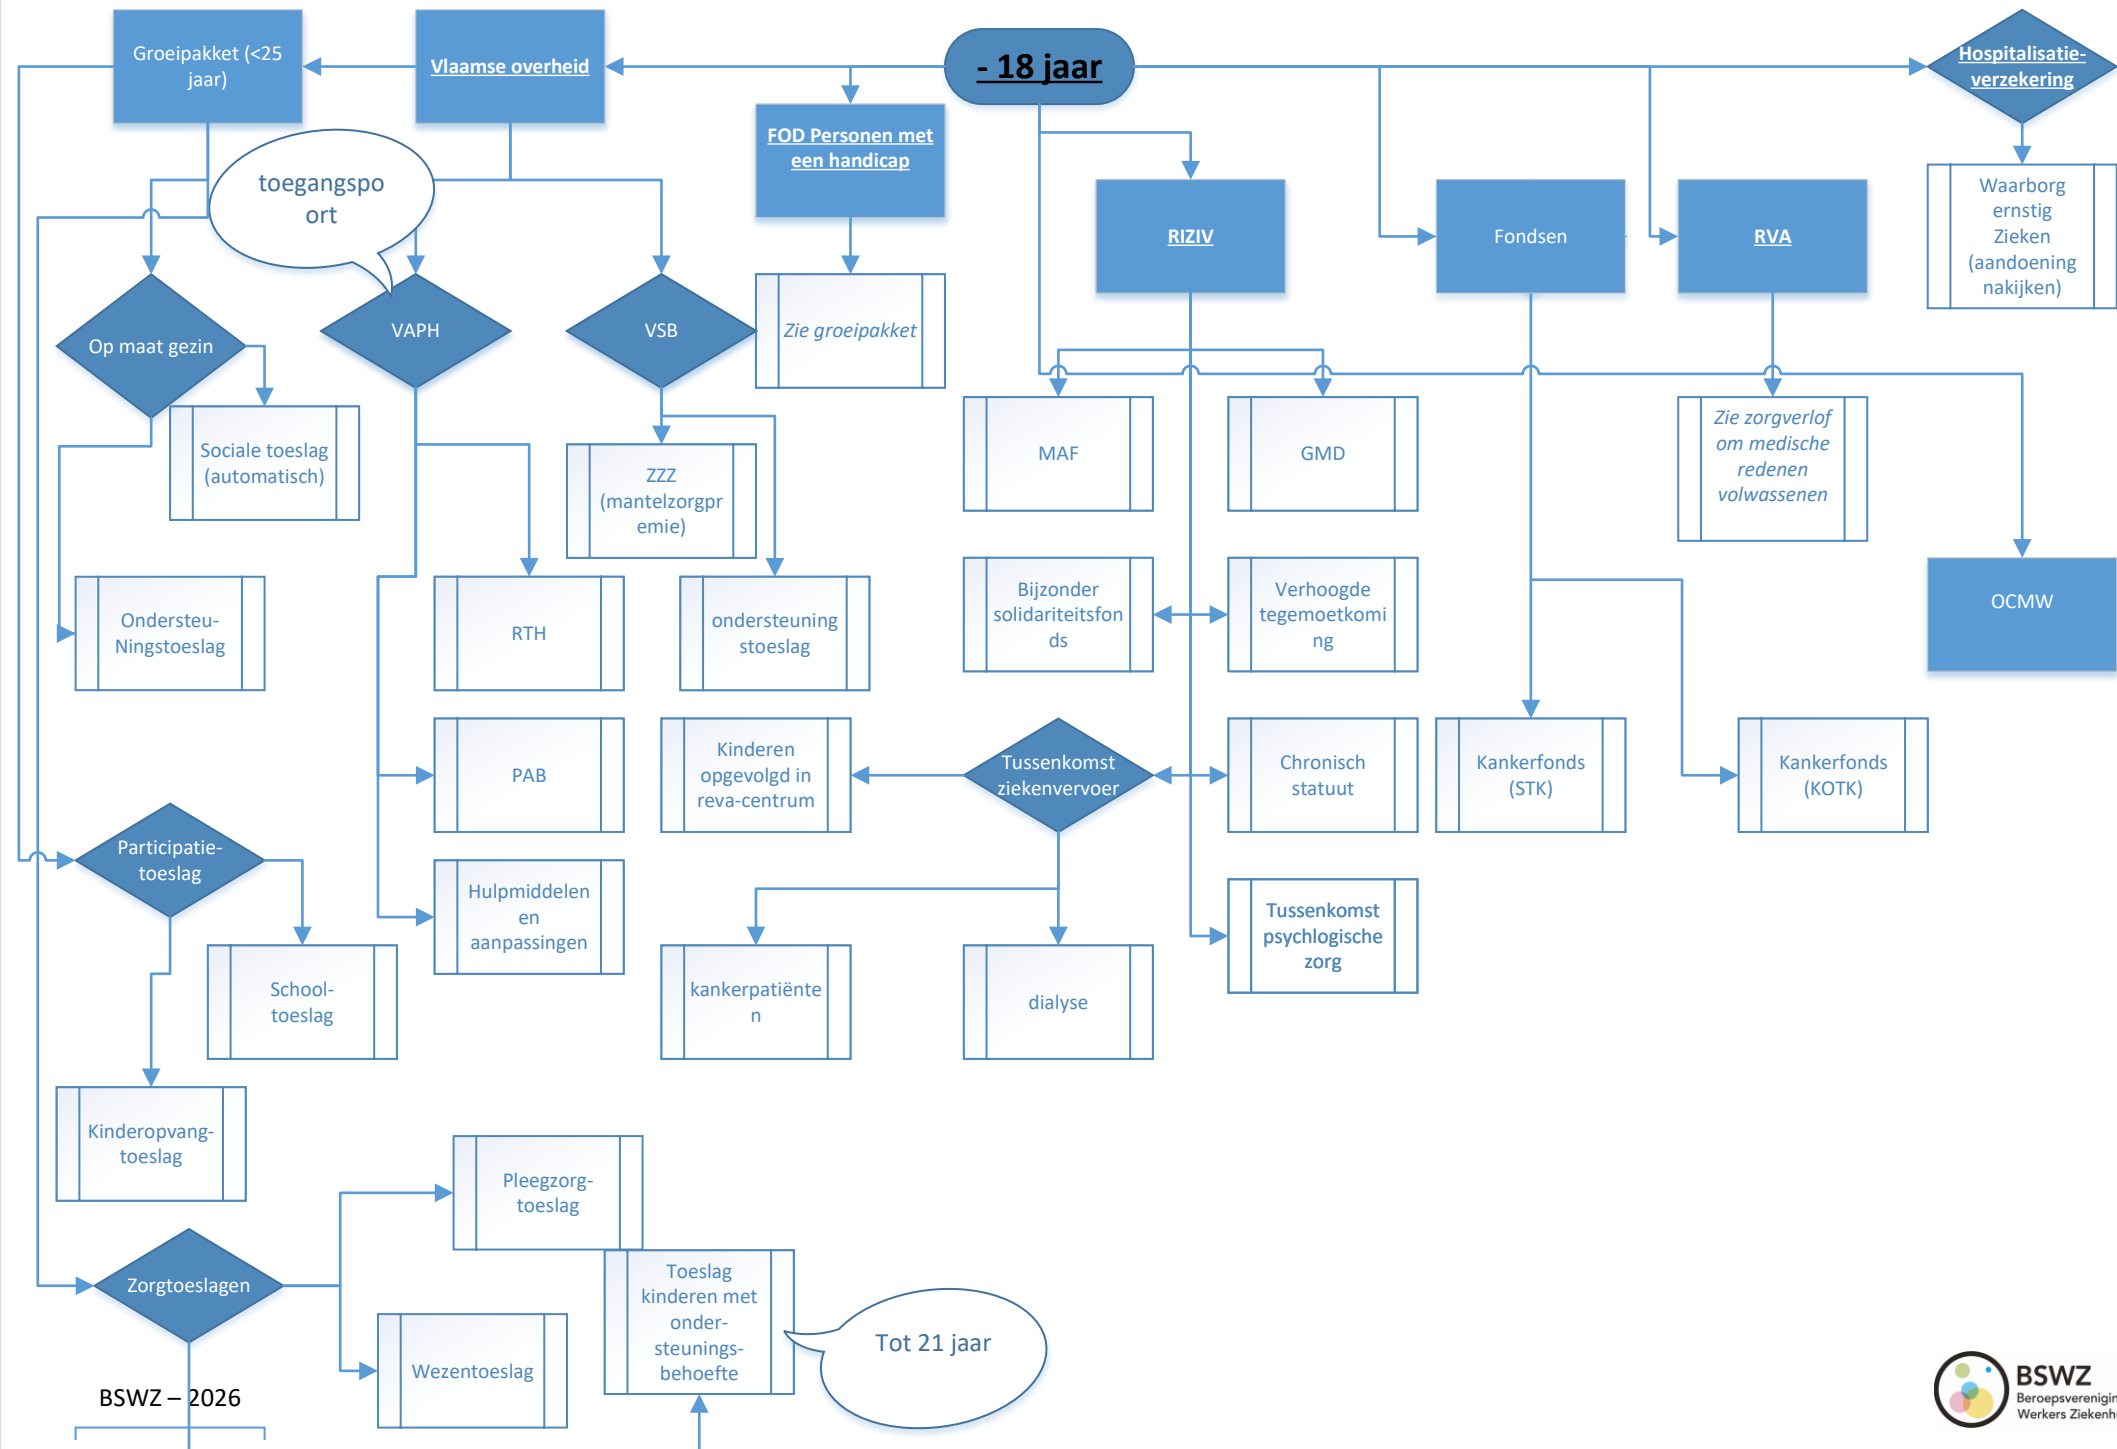 Groeipakket (<25
jaar)
Vlaamse overheid
- 18 jaar
Hospitalisatie-
verzekering
FOD Personen met
een handicap
toegangspo
ort
Waarborg
ernstig
Zieken
(aandoening
nakijken)
RIZIV
Fondsen
RVA
Op maat gezin
VAPH
VSB
Zie groeipakket
Sociale toeslag
(automatisch)
ZZZ
(mantelzorgpr
emie)
MAF
GMD
Zie zorgverlof
om medische
redenen
volwassenen
Ondersteu-
Ningstoeslag
RTH
ondersteuning
stoeslag
Bijzonder
solidariteitsfon
ds
Verhoogde
tegemoetkomi
ng
OCMW
PAB
Kinderen
opgevolgd in
reva-centrum
Tussenkomst
ziekenvervoer
Chronisch
statuut
Kankerfonds
(STK)
Kankerfonds
(KOTK)
Participatie-
toeslag
Hulpmiddelen
en
aanpassingen
Tussenkomst
psychlogische
zorg
School-
toeslag
kankerpatiënte
n
dialyse
Kinderopvang-
toeslag
Pleegzorg-
toeslag
Zorgtoeslagen
Toeslag
kinderen met
onder-
steunings-
behoefte
Tot 21 jaar
Wezentoeslag
BSWZ – 2026
BSWZ
Beroepsverenigin
Werkers Ziekenh